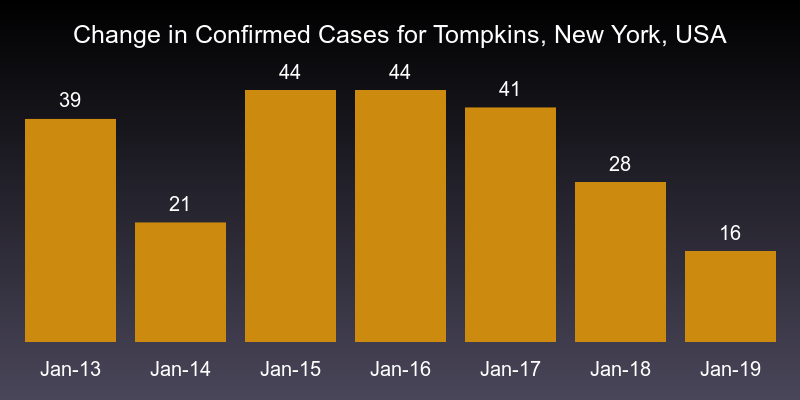 Change in Confirmed Cases for Tompkins, New York, USA
39 21 44 44 41 28 16
Jan-13 Jan-14 Jan-15 Jan-16 Jan-17 Jan-18 Jan-19